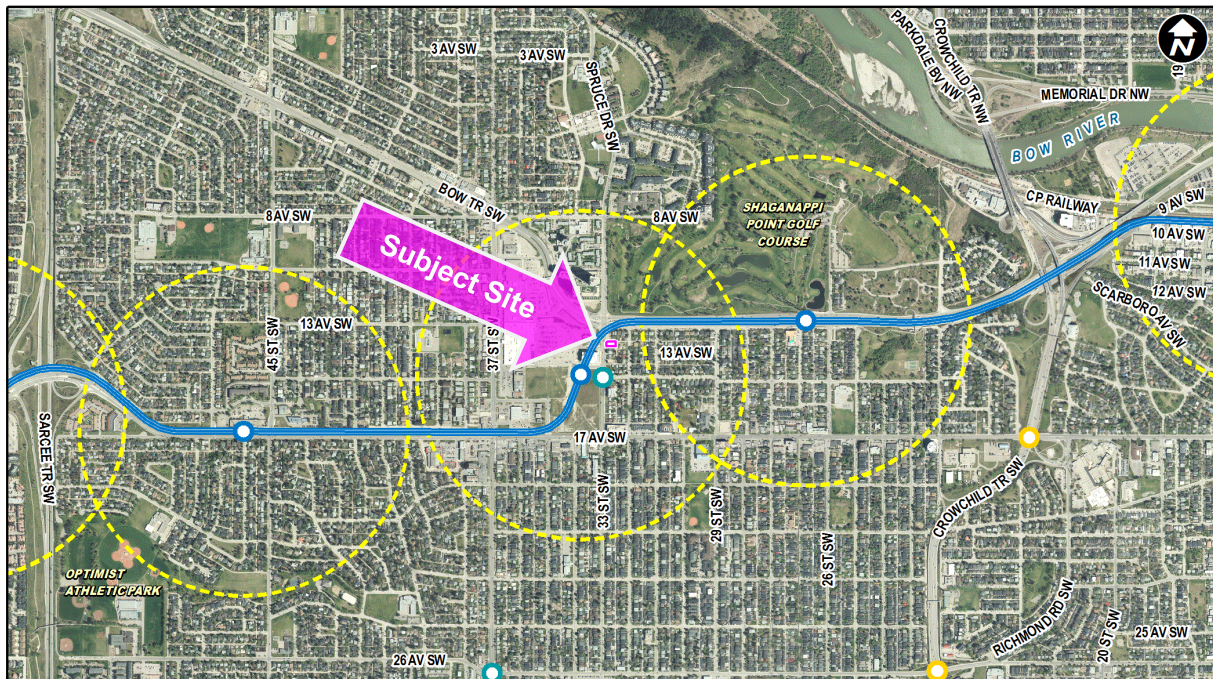 3 AV SW
3 AV SW
SPRUCE DR SW
PARKDALE BV NW
CROWCHILD TR NW
19
N
MEMORIAL DR NW
BOW RIVER
BOW TR SW
8 AV SW
8 AV SW
SHAGANAPPI
POINT GOLF
COURSE
CP RAILWAY
9 AV SW
10 AV SW
11 AV SW
12 AV SW
SCARBORO AV SW
Subject Site
13 AV SW
45 ST SW
37 ST SW
13 AV SW
SARCEE TR SW
17 AV SW
33 ST SW
29 ST SW
26 ST SW
CROWCHILD TR SW
OPTIMIST
ATHLETIC PARK
RICHMOND RD SW
20 ST SW
25 AV SW
26 AV SW